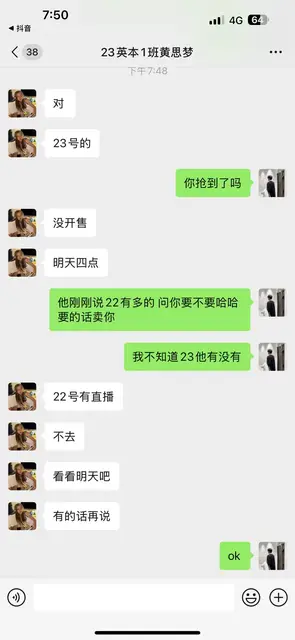 7:50
4G
64
抖音
38
23英本1班黄思梦
下午7:48
对
23号的
你抢到了吗
没开售
明天四点
他刚刚说22有多的 问你要不要哈哈
要的话卖你
我不知道23他有没有
22号有直播
不去
看看明天吧
有的话再说
ok